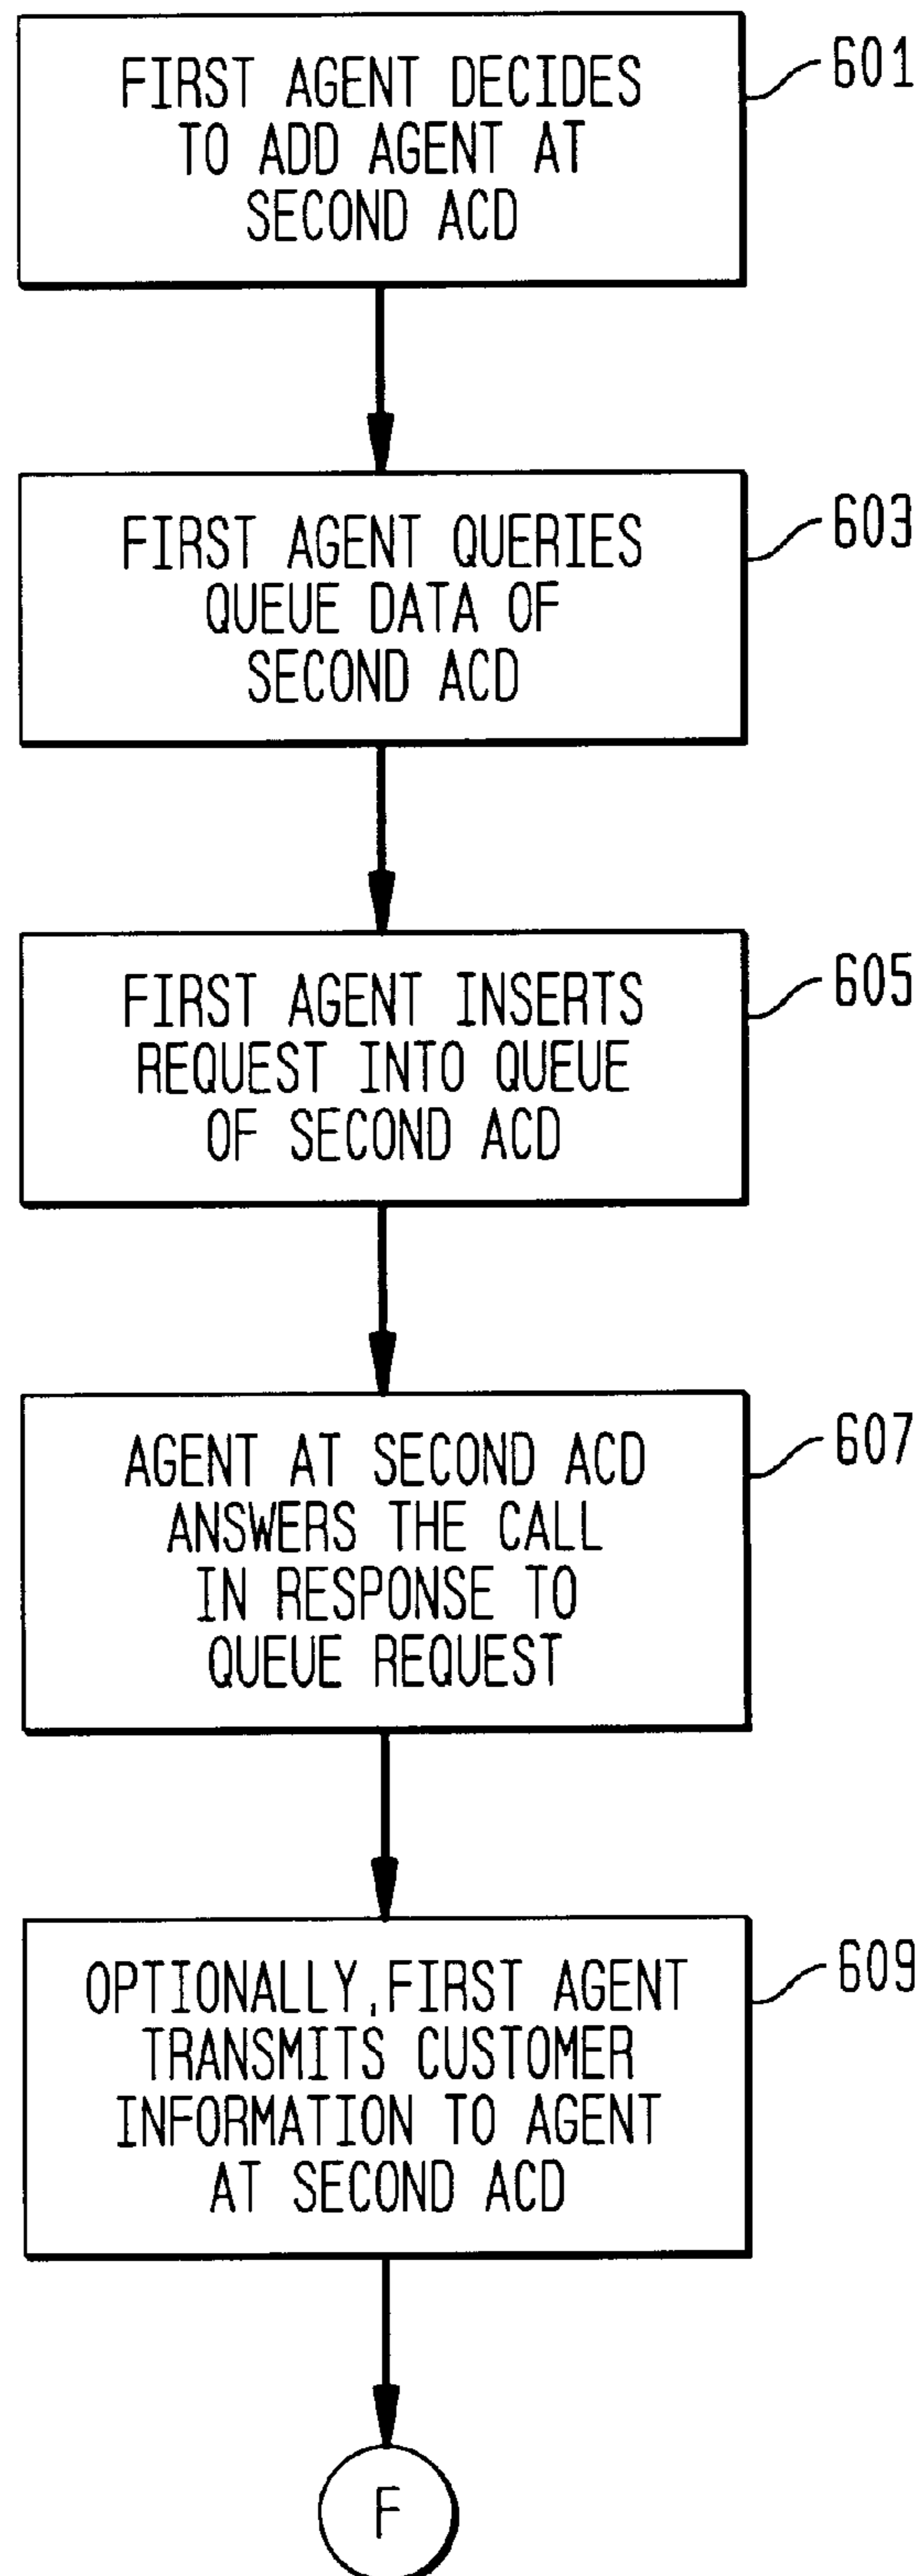 FIRST AGENT DECIDES
TO ADD AGENT AT
SECOND ACD
601
FIRST AGENT QUERIES
QUEUE DATA OF
SECOND ACD
603
FIRST AGENT INSERTS
REQUEST INTO QUEUE
OF SECOND ACD
605
AGENT AT SECOND ACD
ANSWERS THE CALL
IN RESPONSE TO
QUEUE REQUEST
607
OPTIONALLY, FIRST AGENT
TRANSMITS CUSTOMER
INFORMATION TO AGENT
AT SECOND ACD
609
F